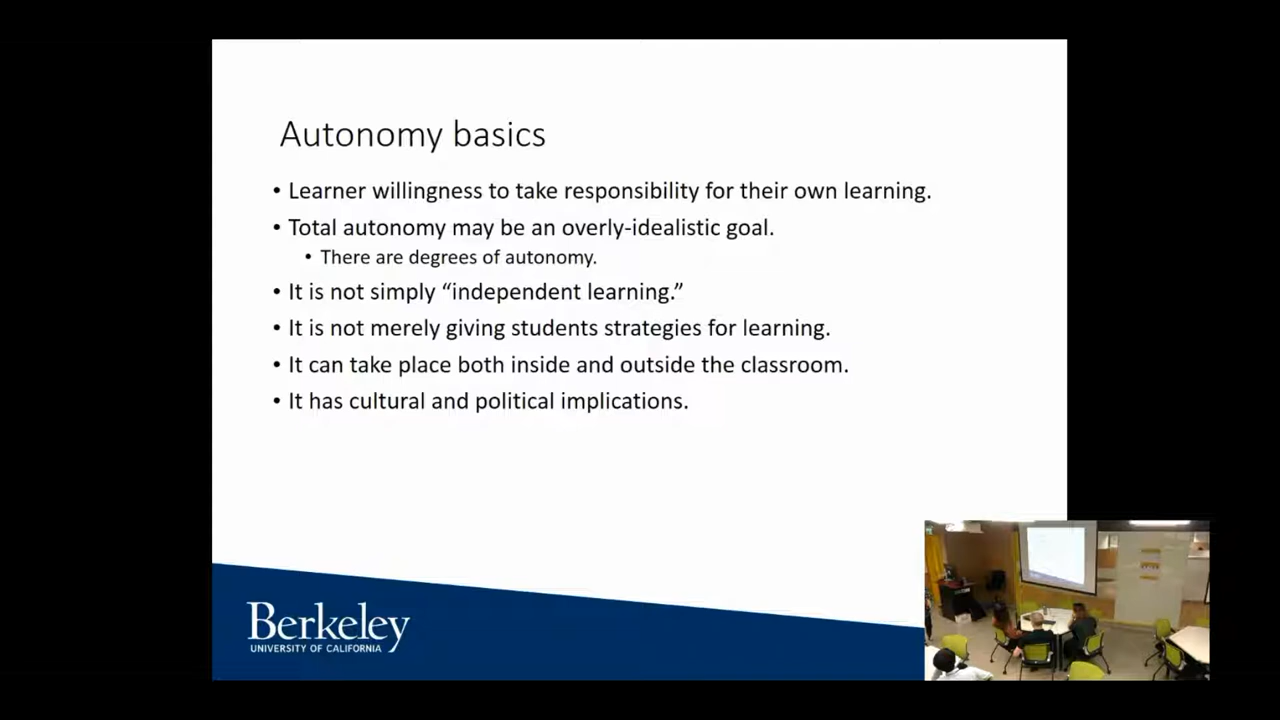 Autonomy basics
• Learner willingness to take responsibility for their own learning.
• Total autonomy may be an overly-idealistic goal.
• There are degrees of autonomy.
• It is not simply “independent learning.”
• It is not merely giving students strategies for learning.
• It can take place both inside and outside the classroom.
• It has cultural and political implications.
Berkeley
UNIVERSITY OF CALIFORNIA